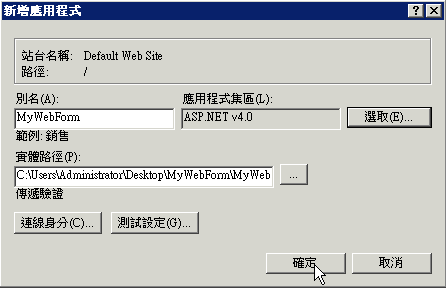 新增應用程式
站台名稱: Default Web Site
路徑: /
別名(A): 應用程式集區(L):
MyWebForm ASP.NET v4.0 選取(E)...
範例: 銷售
實體路徑(P):
C:\Users\Administrator\Desktop\MyWebForm\MyWeb ...
傳遞驗證
連線身分(C)... 測試設定(G)...
確定 取消